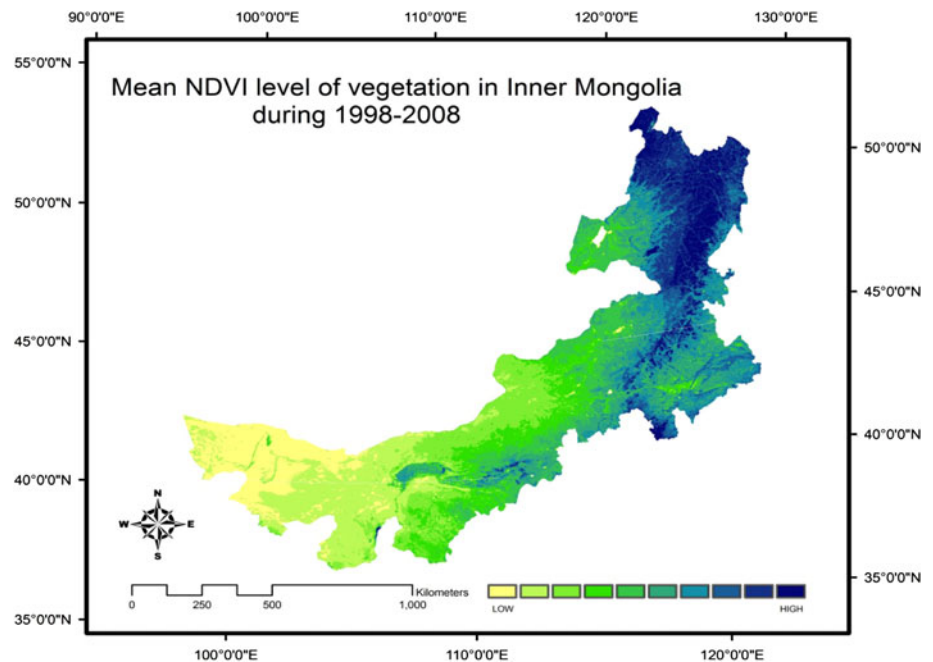 90°0'0"E 100°0'0"E 110°0'0"E 120°0'0"E 130°0'0"E
55°0'0"N
Mean NDVI level of vegetation in Inner Mongolia
during 1998-2008
50°0'0"N
50°0'0"N
45°0'0"N
45°0'0"N
40°0'0"N
40°0'0"N
N
W E
S
Kilometers
0 250 500 1,000
LOW HIGH
35°0'0"N
35°0'0"N
100°0'0"E 110°0'0"E 120°0'0"E